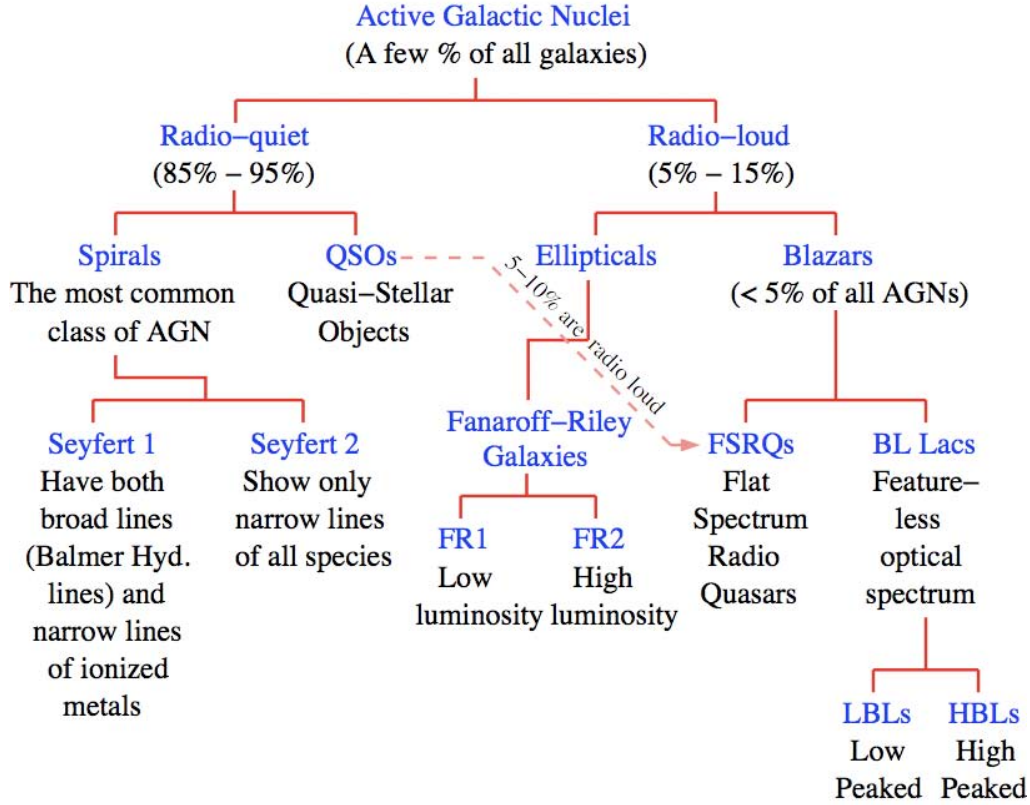 Active Galactic Nuclei
(A few % of all galaxies)
Radio−quiet
(85% − 95%)
Radio−loud
(5% − 15%)
Spirals
The most common
class of AGN
QSOs
Quasi−Stellar
Objects
5−10% are radio loud
Ellipticals
Blazars
(< 5% of all AGNs)
Seyfert 1
Have both
broad lines
(Balmer Hyd.
lines) and
narrow lines
of ionized
metals
Seyfert 2
Show only
narrow lines
of all species
Fanaroff−Riley
Galaxies
FR1
Low
luminosity
FR2
High
luminosity
FSRQs
Flat
Spectrum
Radio
Quasars
BL Lacs
Feature−
less
optical
spectrum
LBLs
Low
Peaked
HBLs
High
Peaked